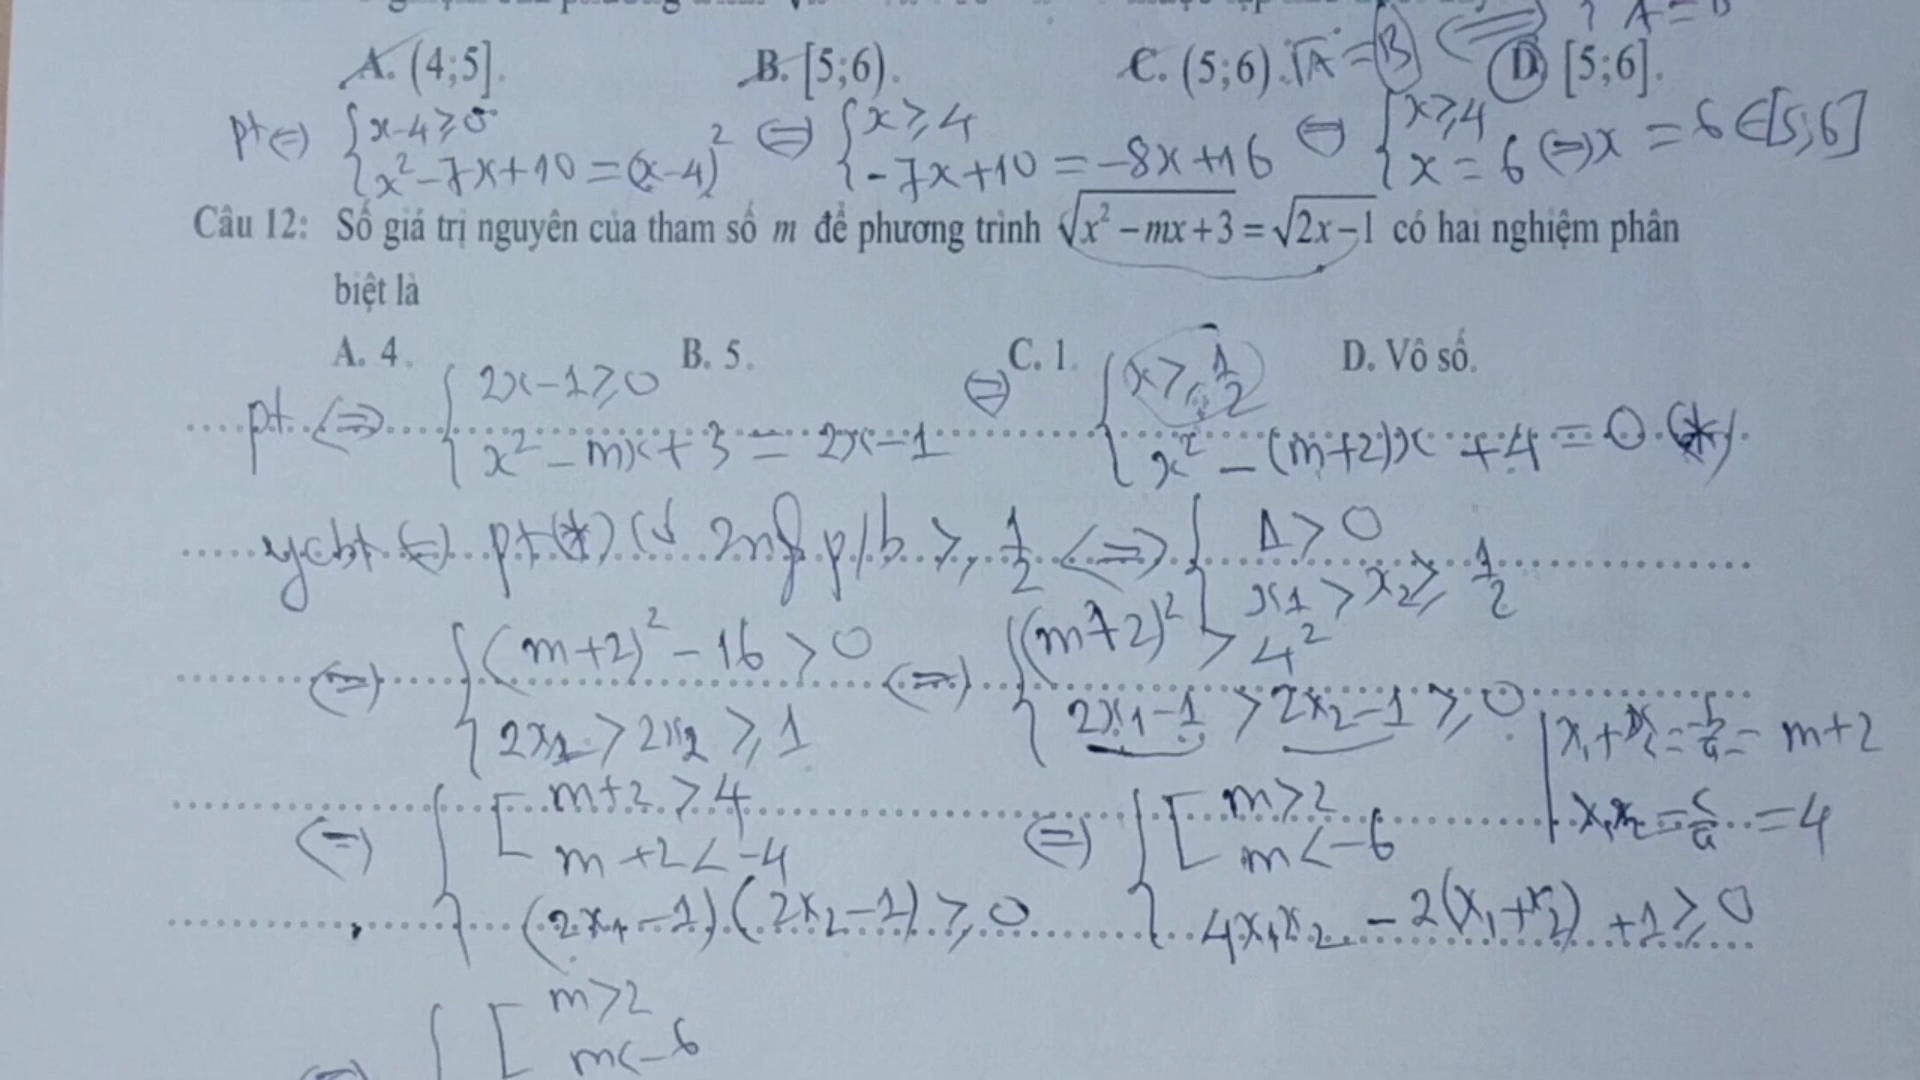 A. (4;5]. B. [5;6). C. (5;6). √A = B ⟺ D. [5;6].
pt ⟺ { x-4 ≥ 0 ⟺ { x ≥ 4 ⟺ { x ≥ 4
x² - 7x + 10 = (x-4)² -7x + 10 = -8x + 16 x = 6 ⟺ x = 6 ∈ [5;6]
Câu 12: Số giá trị nguyên của tham số m để phương trình √(x² - mx + 3) = √(2x - 1) có hai nghiệm phân
biệt là
A. 4. B. 5. C. 1. D. Vô số.
pt ⟺ { 2x - 1 ≥ 0 ⟺ { x ≥ 1/2
x² - mx + 3 = 2x - 1 x² - (m+2)x + 4 = 0 (*)
ycbt ⟺ pt(*) có 2 ng p/b ≥ 1/2 ⟺ { Δ > 0
x1 > x2 ≥ 1/2
⟺ { (m+2)² - 16 > 0 ⟺ { (m+2)² > 4²
2x1 > 2x2 ≥ 1 2x1 - 1 > 2x2 - 1 ≥ 0
x1 + x2 = -b/a = m+2
x1x2 = c/a = 4
⟺ { [ m+2 > 4 ⟺ { [ m > 2
m+2 < -4 m < -6
(2x1 - 1)(2x2 - 1) ≥ 0 4x1x2 - 2(x1 + x2) + 1 ≥ 0
⟺ { [ m > 2
m < -6